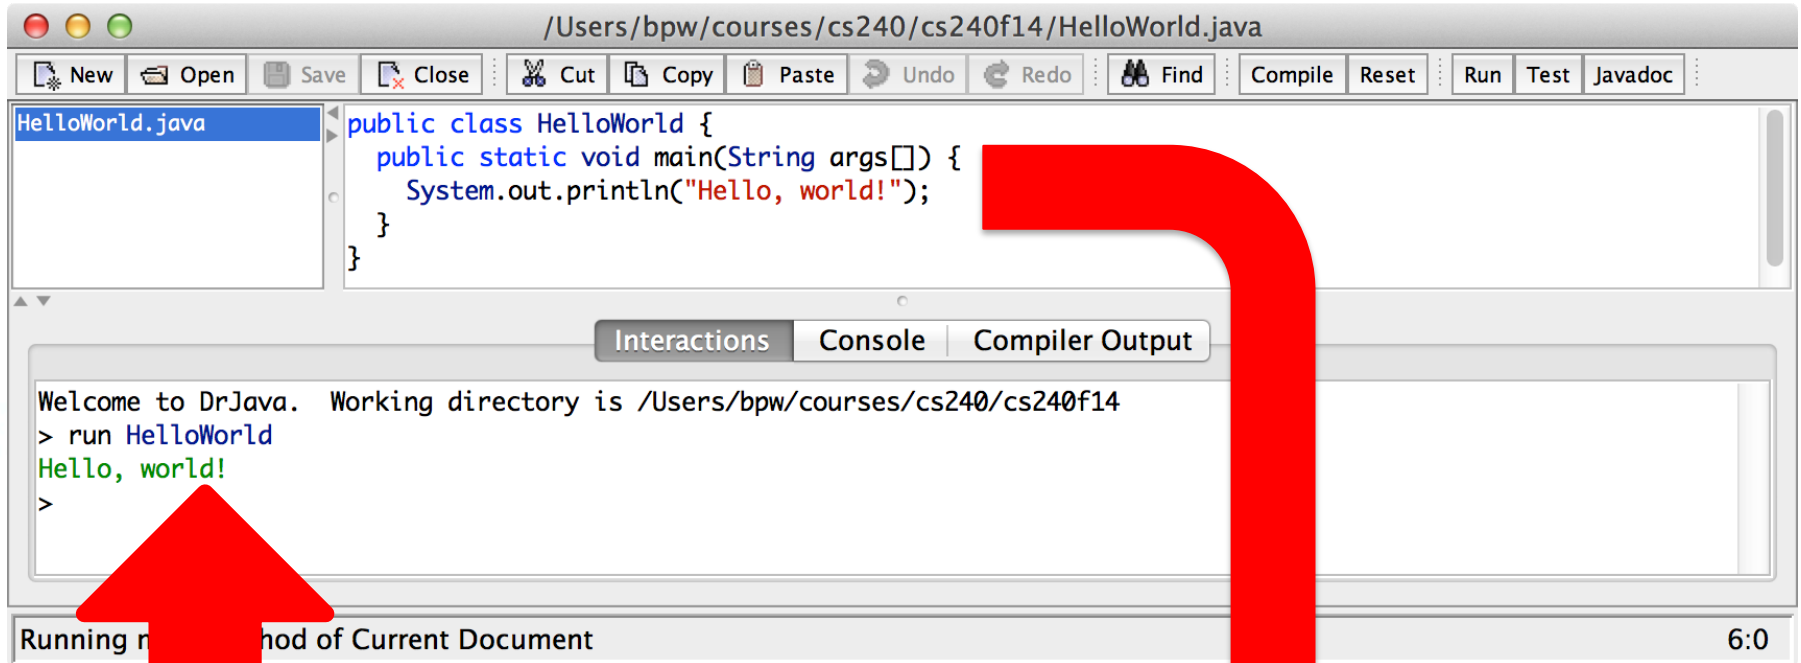 /Users/bpw/courses/cs240/cs240f14/HelloWorld.java
New Open Save Close Cut Copy Paste Undo Redo Find Compile Reset Run Test Javadoc
HelloWorld.java
public class HelloWorld {
  public static void main(String args[]) {
    System.out.println("Hello, world!");
  }
}
Interactions Console Compiler Output
Welcome to DrJava.  Working directory is /Users/bpw/courses/cs240/cs240f14
> run HelloWorld
Hello, world!
>
Running of Current Document 6:0